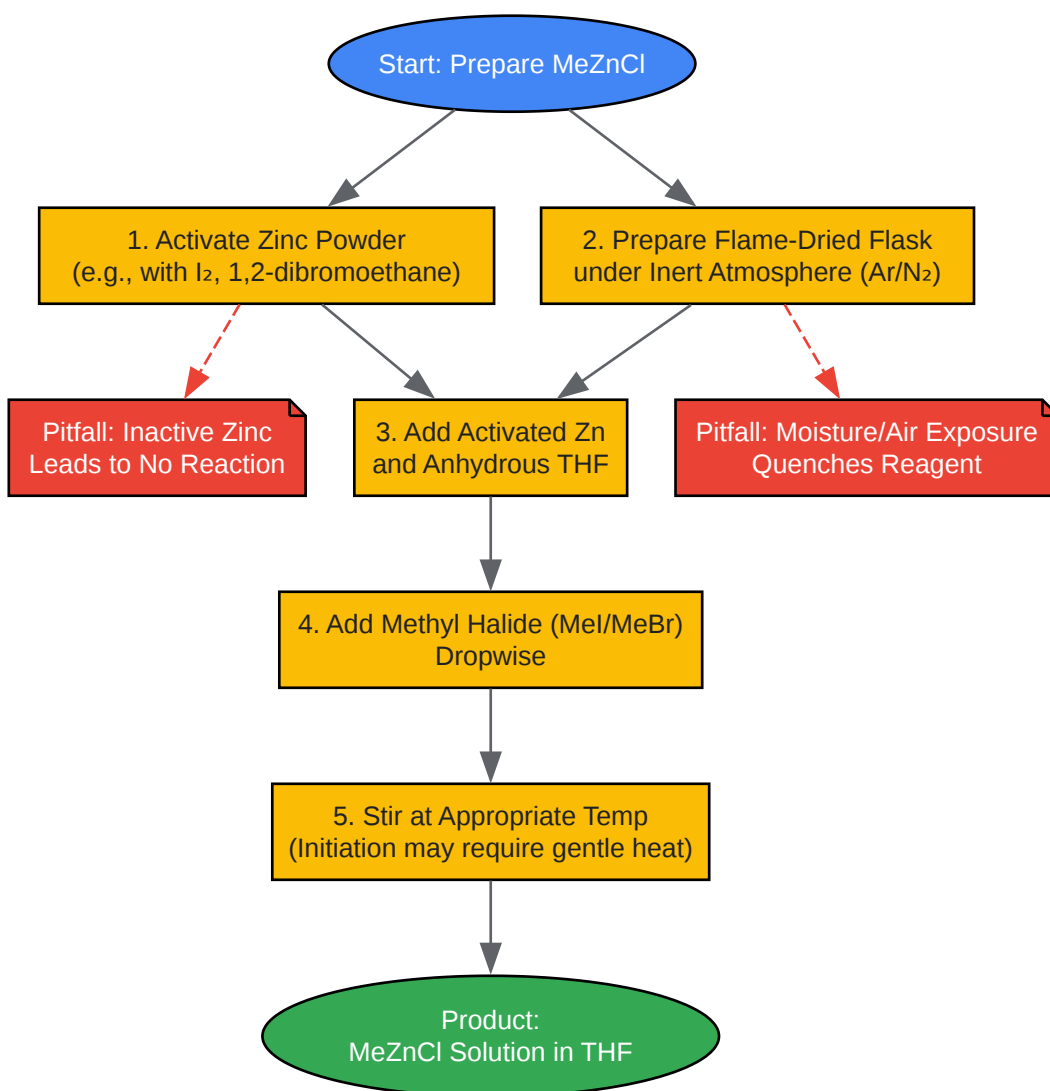 Start: Prepare MeZnCl
1. Activate Zinc Powder
(e.g., with I₂, 1,2-dibromoethane)
2. Prepare Flame-Dried Flask
under Inert Atmosphere (Ar/N₂)
Pitfall: Inactive Zinc
Leads to No Reaction
3. Add Activated Zn
and Anhydrous THF
Pitfall: Moisture/Air Exposure
Quenches Reagent
4. Add Methyl Halide (MeI/MeBr)
Dropwise
5. Stir at Appropriate Temp
(Initiation may require gentle heat)
Product:
MeZnCl Solution in THF